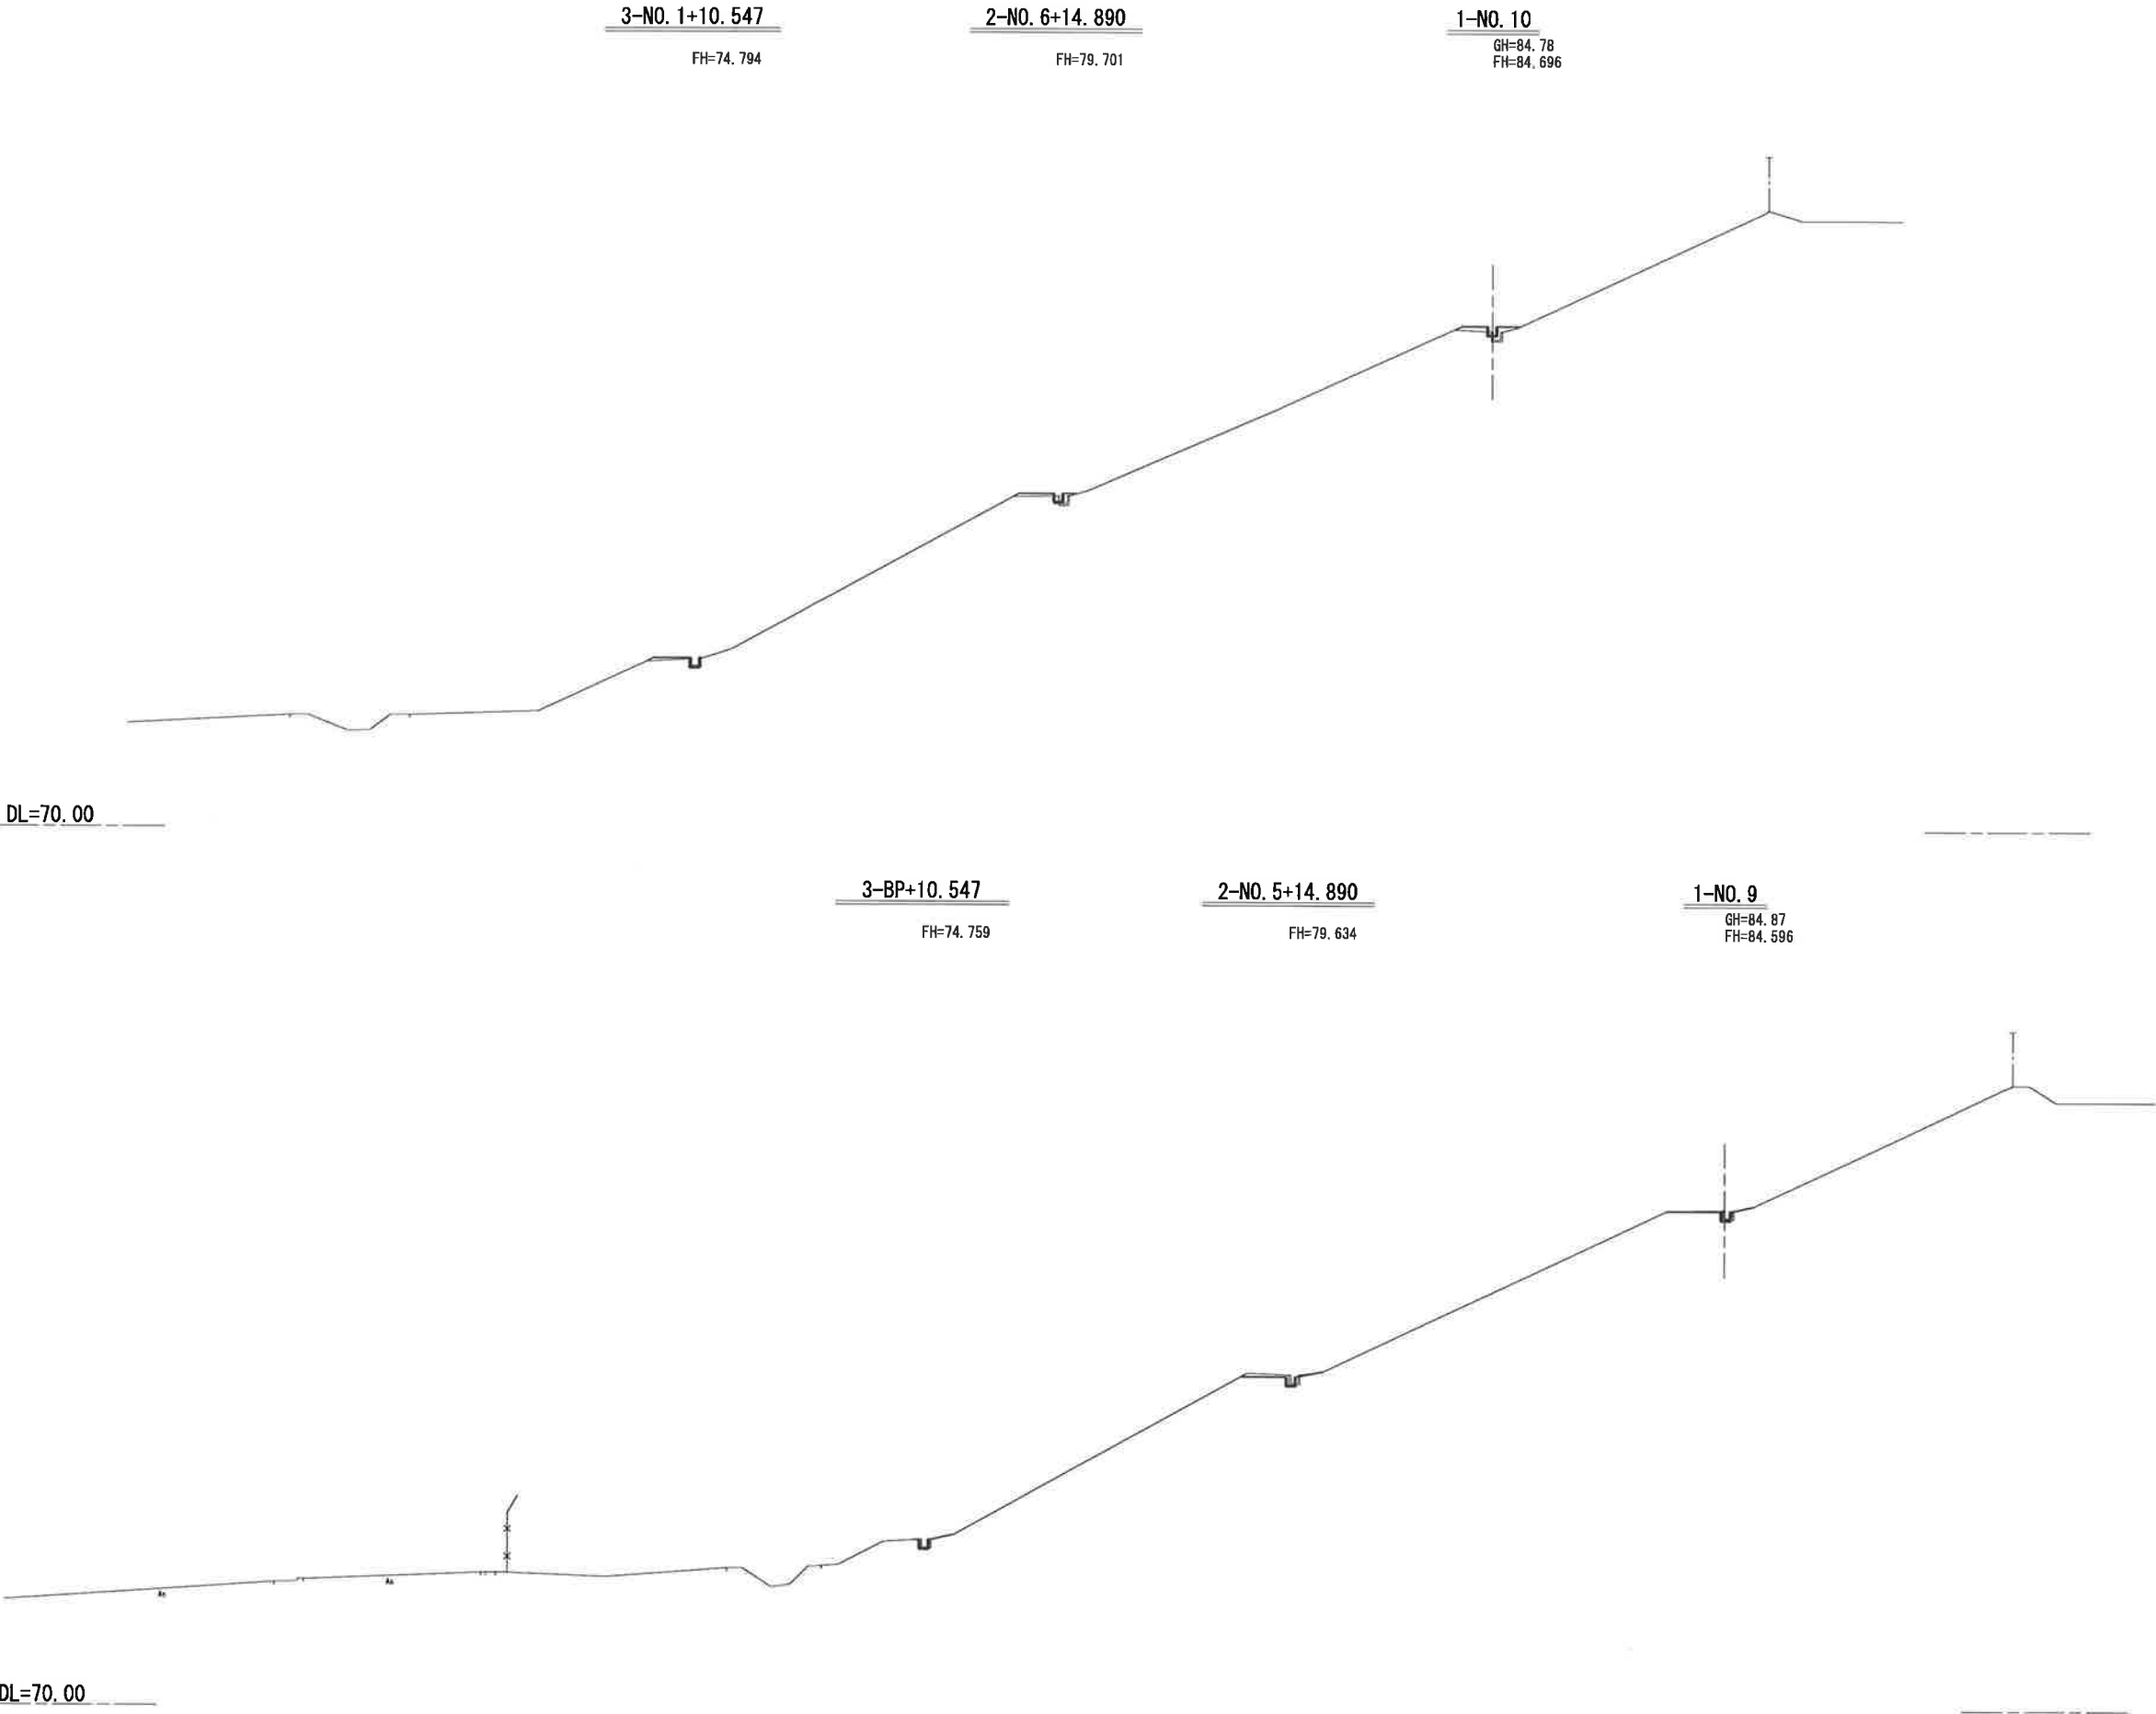 3-NO.1+10.547
FH=74.794
2-NO.6+14.890
FH=79.701
1-NO.10
GH=84.78
FH=84.696
DL=70.00
3-BP+10.547
FH=74.759
2-NO.5+14.890
FH=79.634
1-NO.9
GH=84.87
FH=84.596
DL=70.00